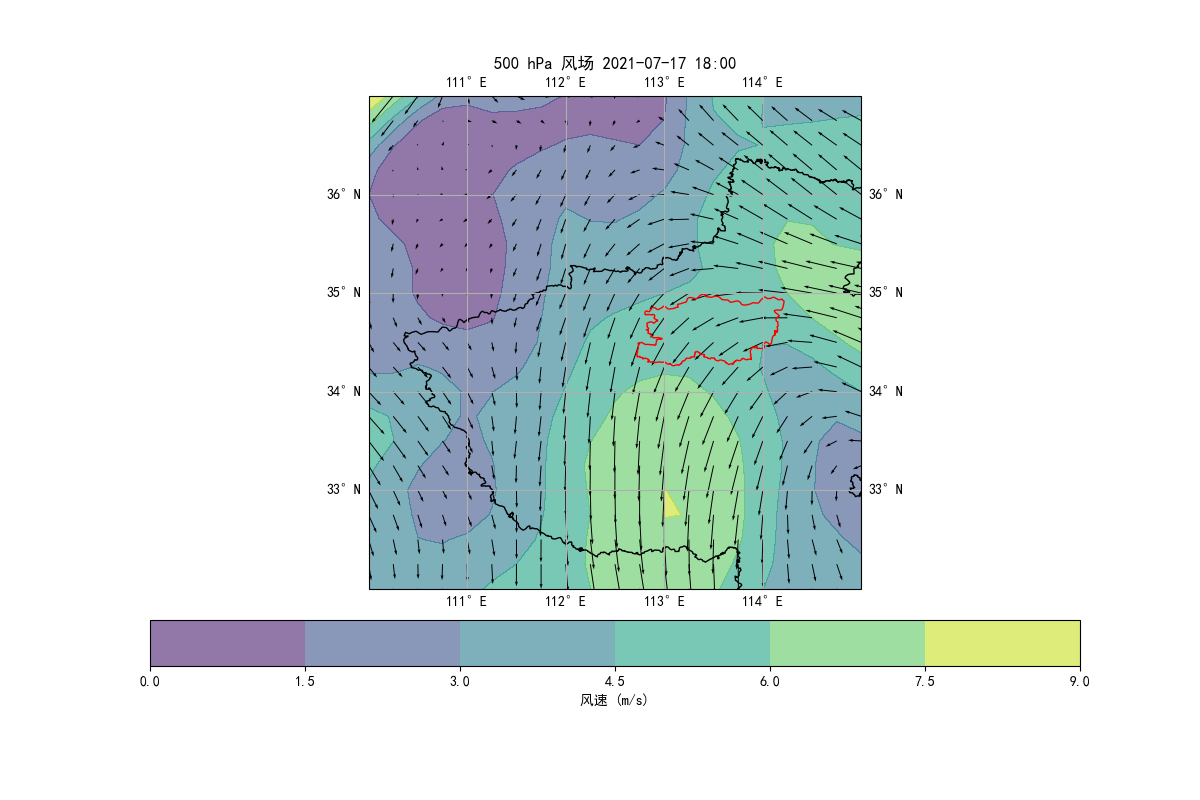 500 hPa 风场 2021-07-17 18:00
111° E 112° E 113° E 114° E
36° N 36° N
35° N 35° N
34° N 34° N
33° N 33° N
111° E 112° E 113° E 114° E
0.0 1.5 3.0 4.5 6.0 7.5 9.0
风速 (m/s)